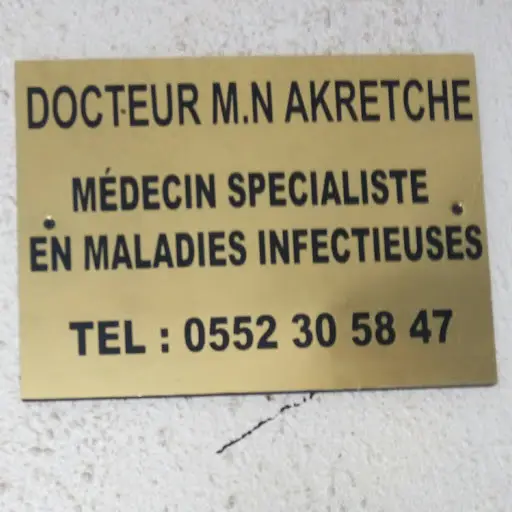 DOCTEUR M.N AKRETCHE
MÉDECIN SPECIALISTE
EN MALADIES INFECTIEUSES
TEL : 0552 30 58 47